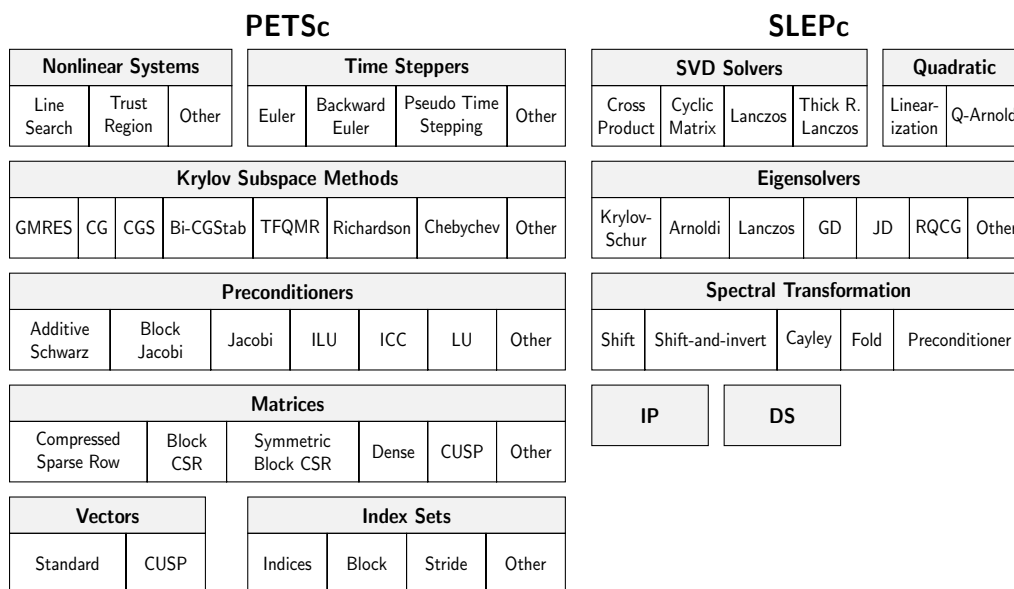 PETSc
SLEPc
Nonlinear Systems
Line
Search
Trust
Region
Other
Time Steppers
Euler
Backward
Euler
Pseudo Time
Stepping
Other
SVD Solvers
Cross
Product
Cyclic
Matrix
Lanczos
Thick R.
Lanczos
Quadratic
Linear-
ization
Q-Arnold
Krylov Subspace Methods
GMRES
CG
CGS
Bi-CGStab
TFQMR
Richardson
Chebychev
Other
Eigensolvers
Krylov-
Schur
Arnoldi
Lanczos
GD
JD
RQCG
Other
Preconditioners
Additive
Schwarz
Block
Jacobi
Jacobi
ILU
ICC
LU
Other
Spectral Transformation
Shift
Shift-and-invert
Cayley
Fold
Preconditioner
Matrices
Compressed
Sparse Row
Block
CSR
Symmetric
Block CSR
Dense
CUSP
Other
IP
DS
Vectors
Standard
CUSP
Index Sets
Indices
Block
Stride
Other